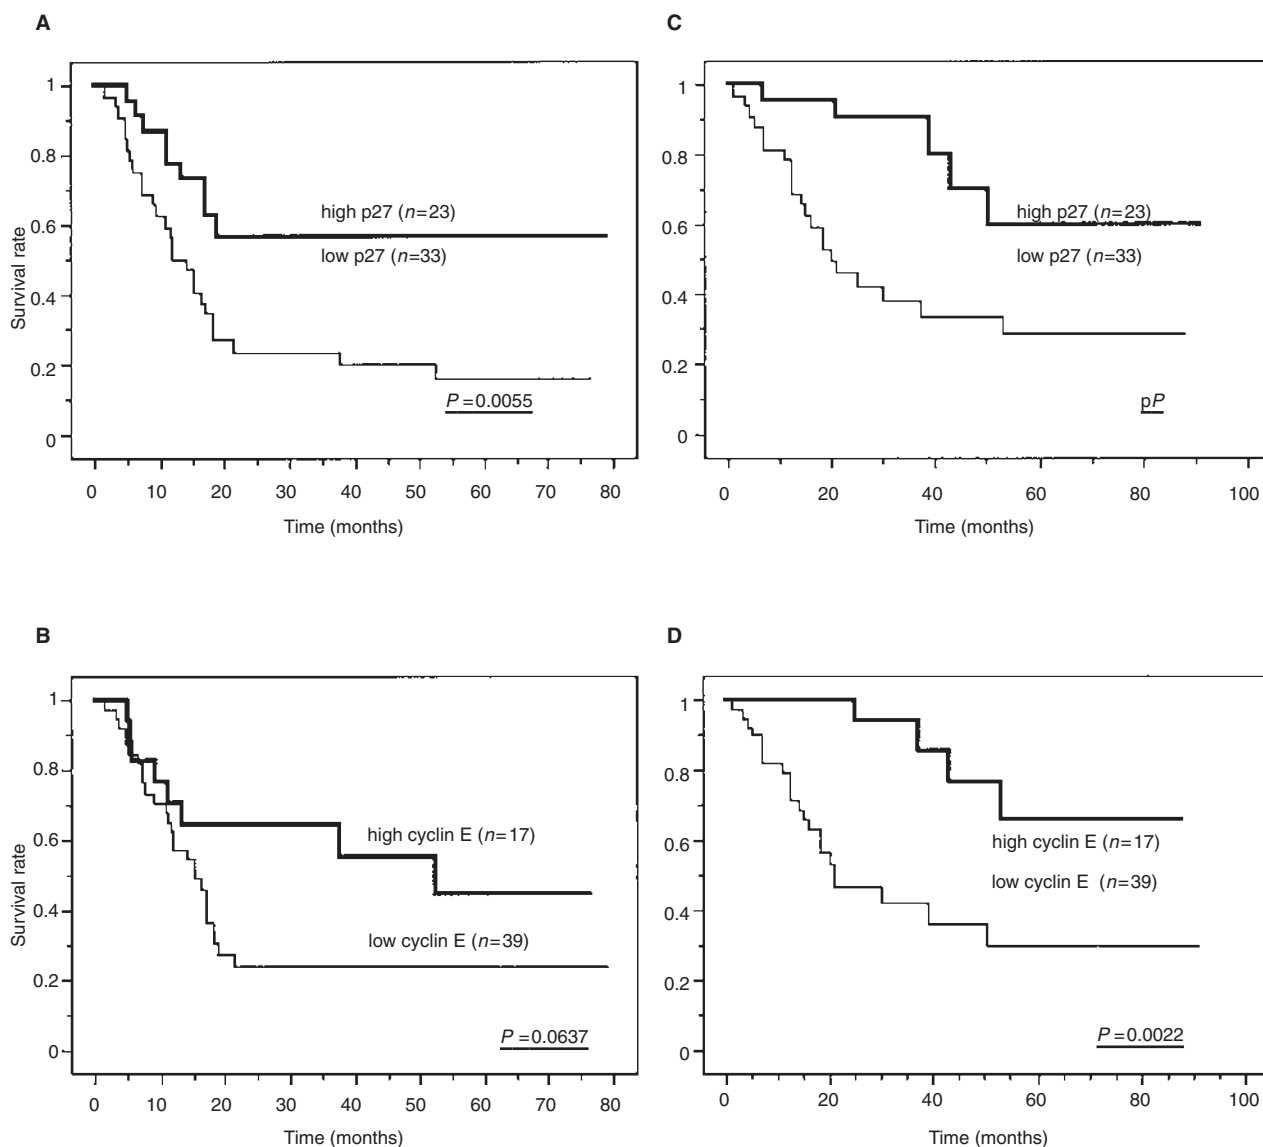 A
Survival rate
1
0.8
0.6
0.4
0.2
0
high p27 (n=23)
low p27 (n=33)
P=0.0055
0 10 20 30 40 50 60 70 80
Time (months)
C
1
0.8
0.6
0.4
0.2
0
high p27 (n=23)
low p27 (n=33)
pP
0 20 40 60 80 100
Time (months)
B
Survival rate
1
0.8
0.6
0.4
0.2
0
high cyclin E (n=17)
low cyclin E (n=39)
P=0.0637
0 10 20 30 40 50 60 70 80
Time (months)
D
1
0.8
0.6
0.4
0.2
0
high cyclin E (n=17)
low cyclin E (n=39)
P=0.0022
0 20 40 60 80 100
Time (months)